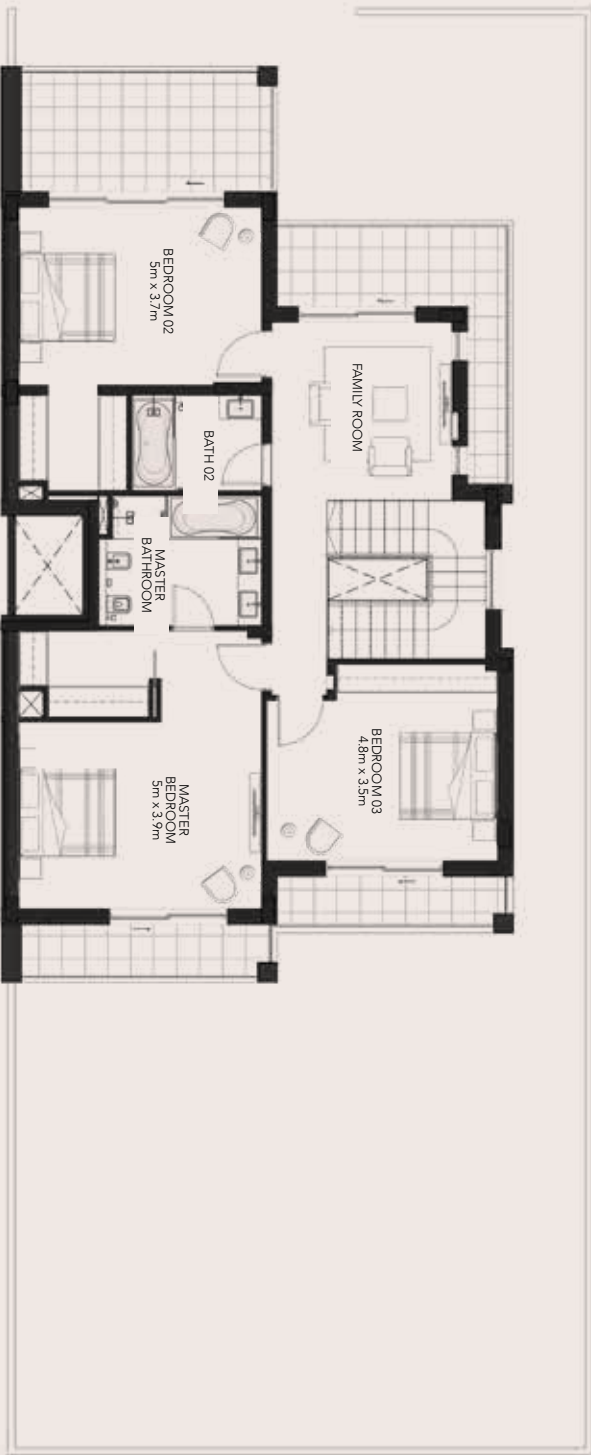 BEDROOM 02
5m x 3.7m
FAMILY ROOM
BATH 02
MASTER
BATHROOM
MASTER
BEDROOM
5m x 3.9m
BEDROOM 03
4.8m x 3.5m